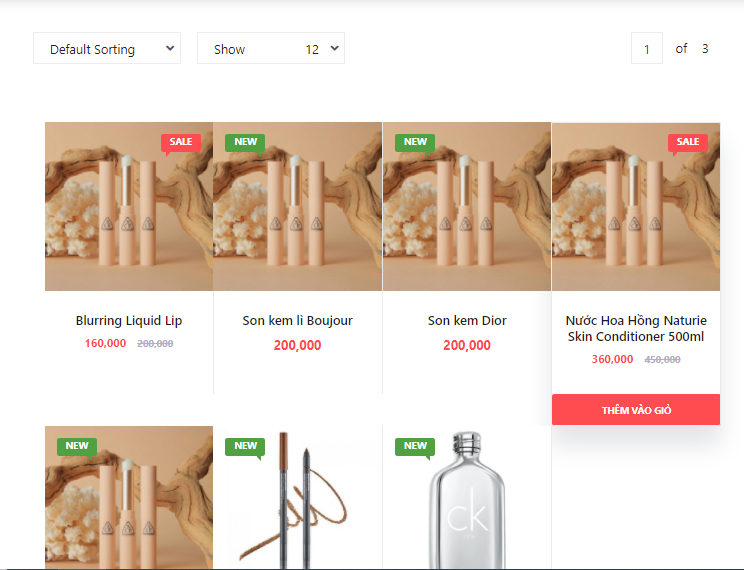 Default Sorting
Show 12
1 of 3
SALE
NEW
NEW
SALE
Blurring Liquid Lip
160,000 200,000
Son kem lì Boujour
200,000
Son kem Dior
200,000
Nước Hoa Hồng Naturie
Skin Conditioner 500ml
360,000 450,000
THÊM VÀO GIỎ
NEW
NEW
NEW
ck